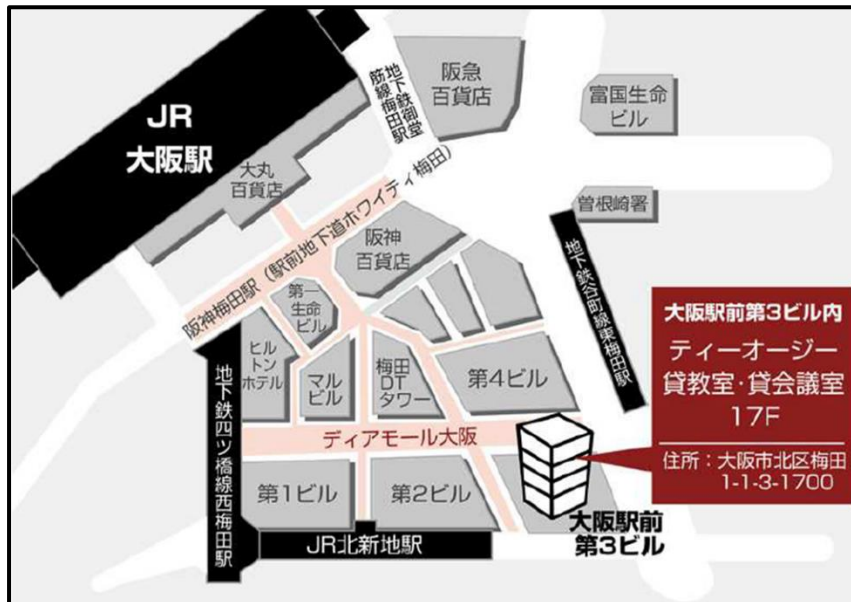 JR
大阪駅
大丸
百貨店
地下鉄御堂
筋線梅田駅
阪急
百貨店
富国生命
ビル
曽根崎署
阪神梅田駅（駅前地下道ホワイティ梅田）
阪神
百貨店
地下鉄谷町線東梅田駅
第一
生命
ビル
ヒル
トン
ホテル
マル
ビル
梅田
DT
タワー
第4ビル
地下鉄四ツ橋線西梅田駅
ディアモール大阪
第1ビル
第2ビル
JR北新地駅
大阪駅前
第3ビル
大阪駅前第3ビル内
ティーオージー
貸教室・貸会議室
17F
住所：大阪市北区梅田
1-1-3-1700